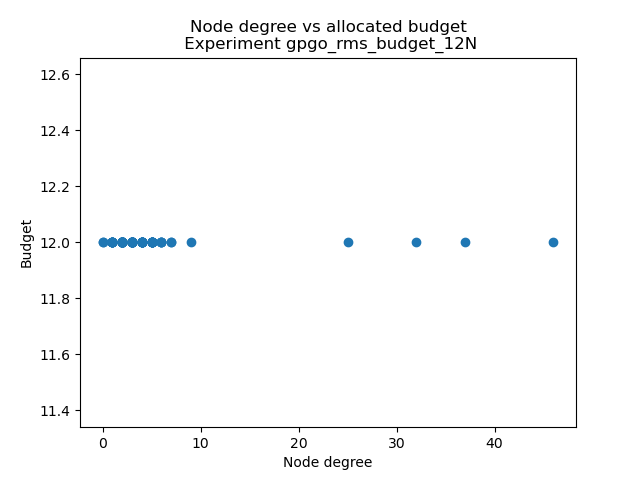 Node degree vs allocated budget
Experiment gpgo_rms_budget_12N
12.6
12.4
12.2
12.0
11.8
11.6
11.4
Budget
0 10 20 30 40
Node degree